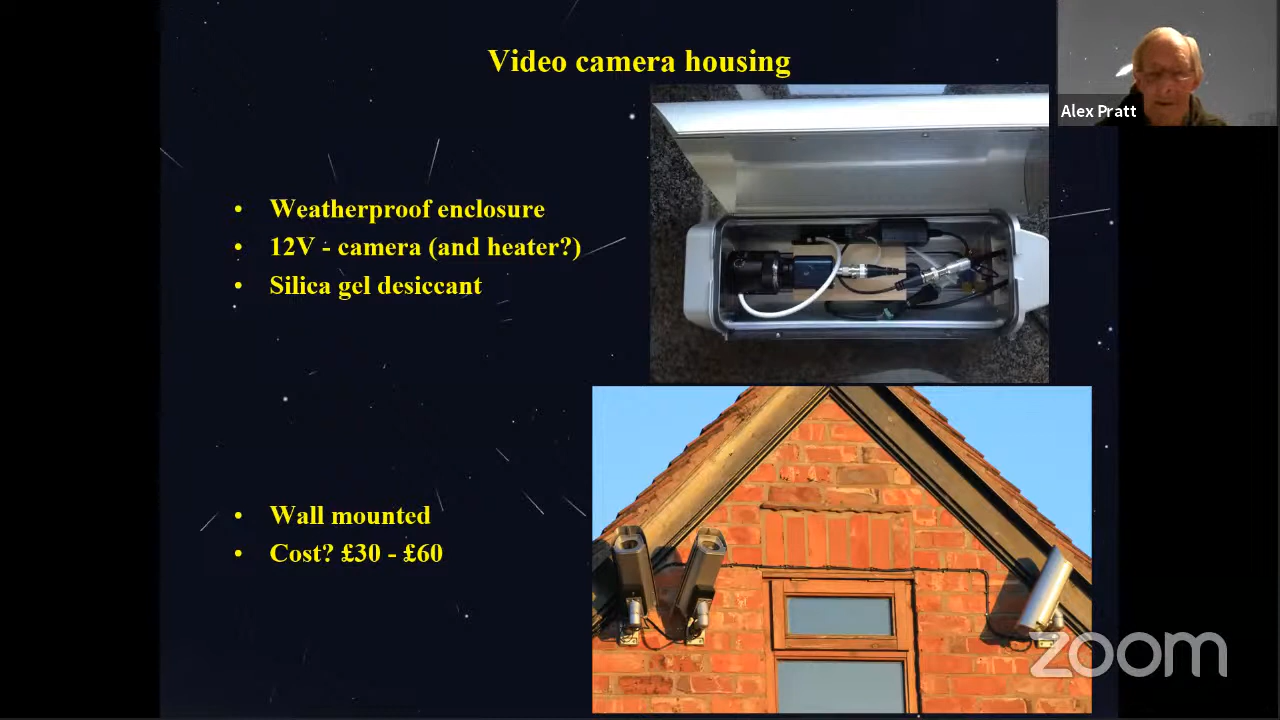 Video camera housing
Alex Pratt
• Weatherproof enclosure
• 12V - camera (and heater?)
• Silica gel desiccant
• Wall mounted
• Cost? £30 - £60
zoom